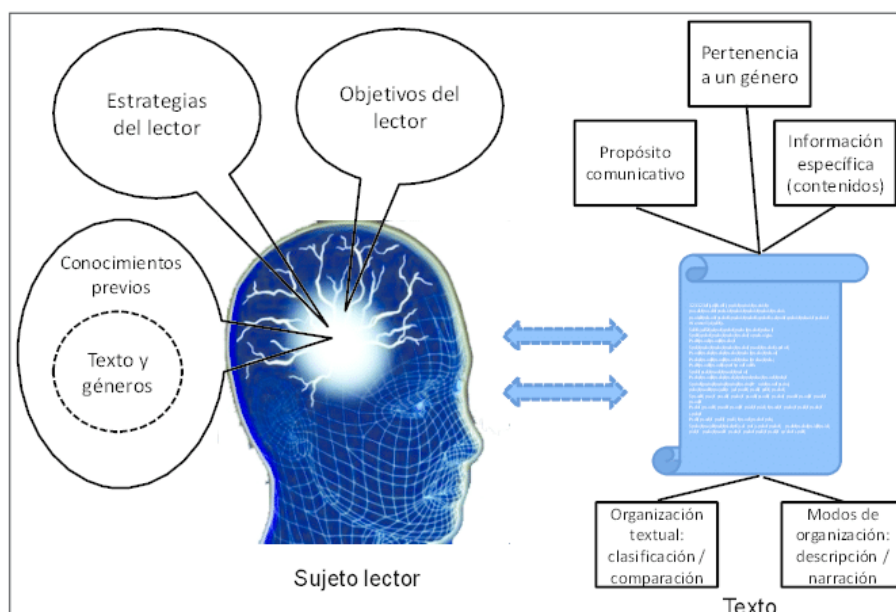 Estrategias
del lector
Objetivos del
lector
Conocimientos
previos
Texto y
géneros
Sujeto lector
Pertenencia
a un género
Propósito
comunicativo
Información
específica
(contenidos)
Organización
textual:
clasificación /
comparación
Modos de
organización:
descripción /
narración
Texto